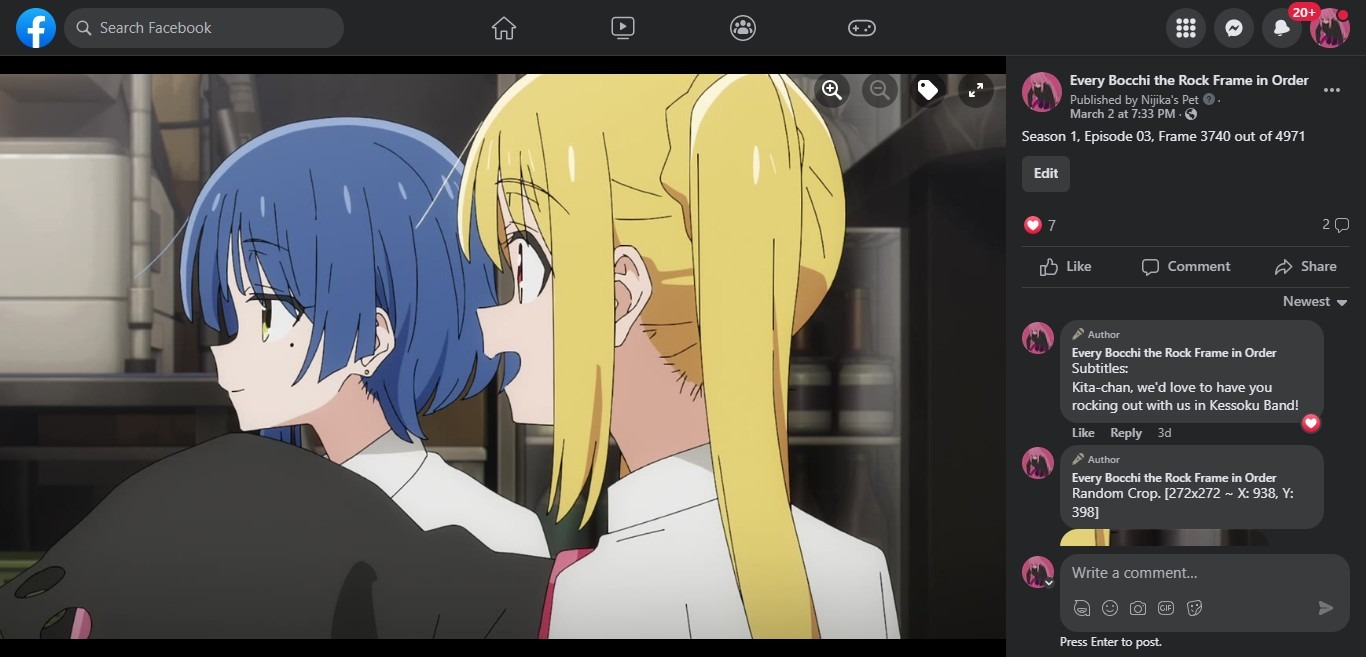 Search Facebook
20+
Every Bocchi the Rock Frame in Order
Published by Nijika's Pet ·
March 2 at 7:33 PM ·
Season 1, Episode 03, Frame 3740 out of 4971
Edit
7
2
Like
Comment
Share
Newest
Author
Every Bocchi the Rock Frame in Order
Subtitles:
Kita-chan, we'd love to have you
rocking out with us in Kessoku Band!
Like Reply 3d
Author
Every Bocchi the Rock Frame in Order
Random Crop. [272x272 ~ X: 938, Y:
398]
Write a comment...
GIF
Press Enter to post.